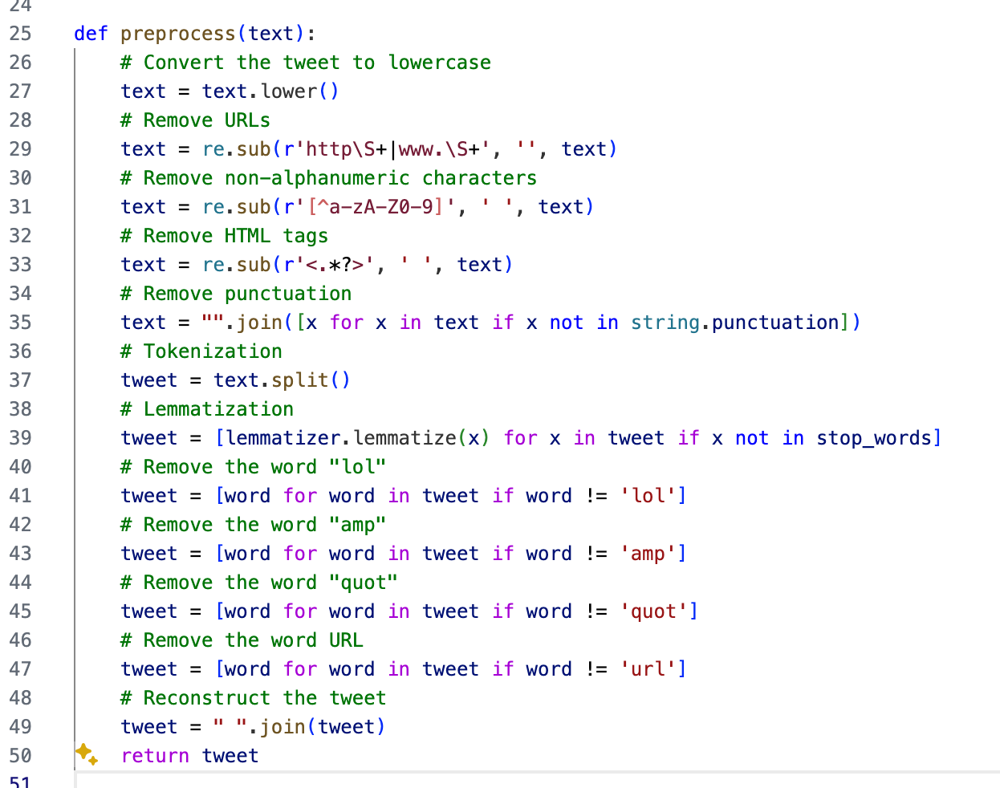 24
25 def preprocess(text):
26     # Convert the tweet to lowercase
27     text = text.lower()
28     # Remove URLs
29     text = re.sub(r'http\S+|www.\S+', '', text)
30     # Remove non-alphanumeric characters
31     text = re.sub(r'[^a-zA-Z0-9]', ' ', text)
32     # Remove HTML tags
33     text = re.sub(r'<.*?>', ' ', text)
34     # Remove punctuation
35     text = "".join([x for x in text if x not in string.punctuation])
36     # Tokenization
37     tweet = text.split()
38     # Lemmatization
39     tweet = [lemmatizer.lemmatize(x) for x in tweet if x not in stop_words]
40     # Remove the word "lol"
41     tweet = [word for word in tweet if word != 'lol']
42     # Remove the word "amp"
43     tweet = [word for word in tweet if word != 'amp']
44     # Remove the word "quot"
45     tweet = [word for word in tweet if word != 'quot']
46     # Remove the word URL
47     tweet = [word for word in tweet if word != 'url']
48     # Reconstruct the tweet
49     tweet = " ".join(tweet)
50     return tweet
51